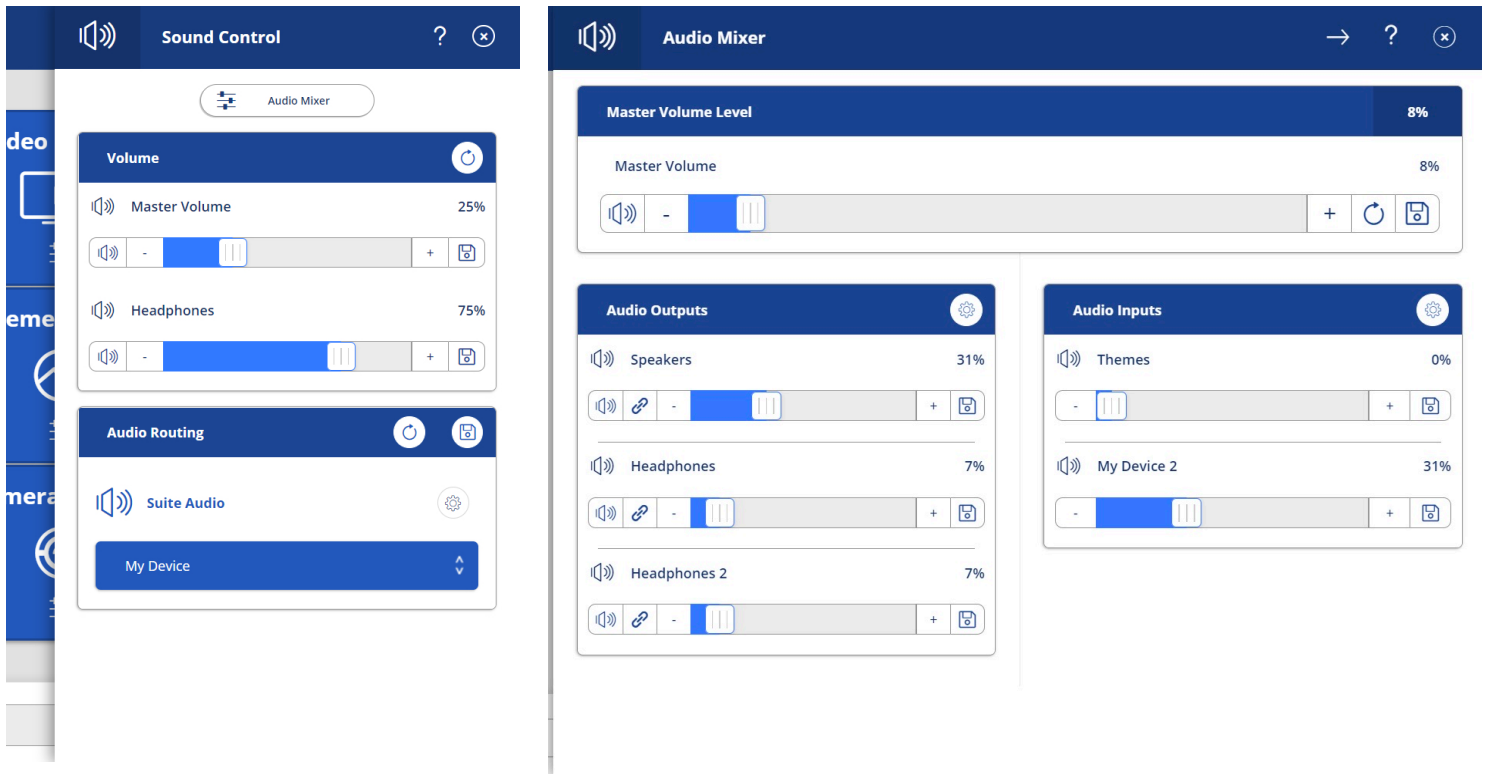 Sound Control
?
Audio Mixer
Volume
Master Volume
25%
-
+
Headphones
75%
-
+
Audio Routing
Suite Audio
My Device
deo
eme
mera
Audio Mixer
?
Master Volume Level
8%
Master Volume
8%
-
+
Audio Outputs
Speakers
31%
-
+
Headphones
7%
-
+
Headphones 2
7%
-
+
Audio Inputs
Themes
0%
-
+
My Device 2
31%
-
+